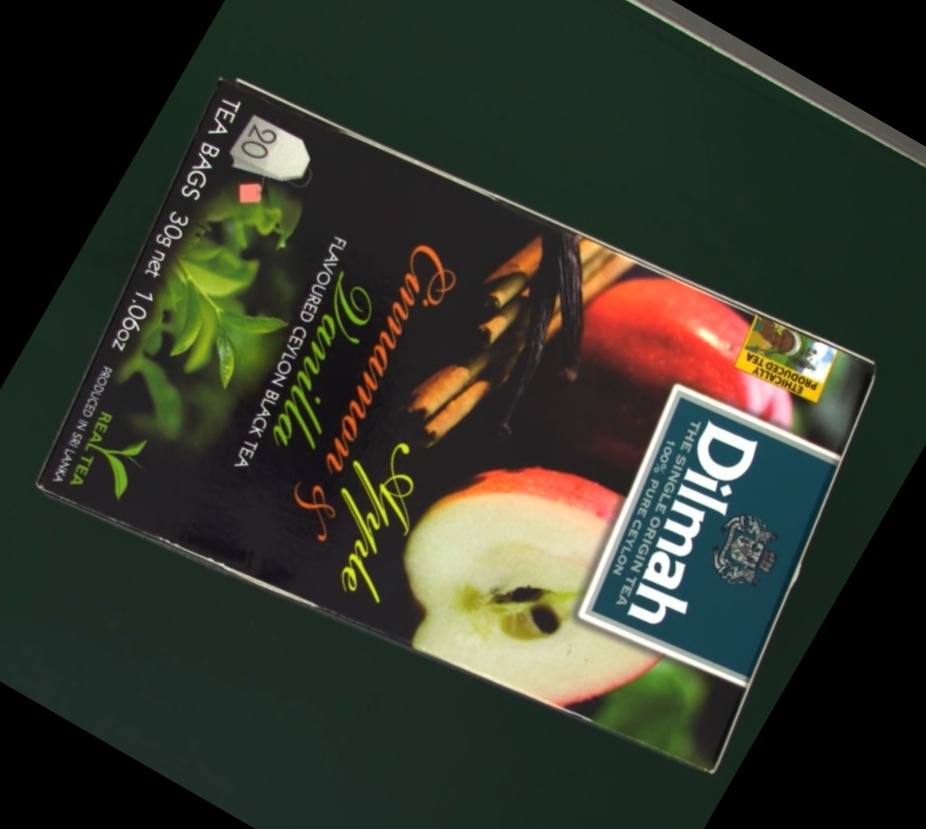 ETHICALLY
PRODUCED TEA
Dilmah
THE SINGLE ORIGIN TEA
100% PURE CEYLON
Cinnamon Apple
Vanilla &
FLAVOURED CEYLON BLACK TEA
20
TEA BAGS 30g net 1.06oz
REAL TEA
PRODUCED IN SRI LANKA